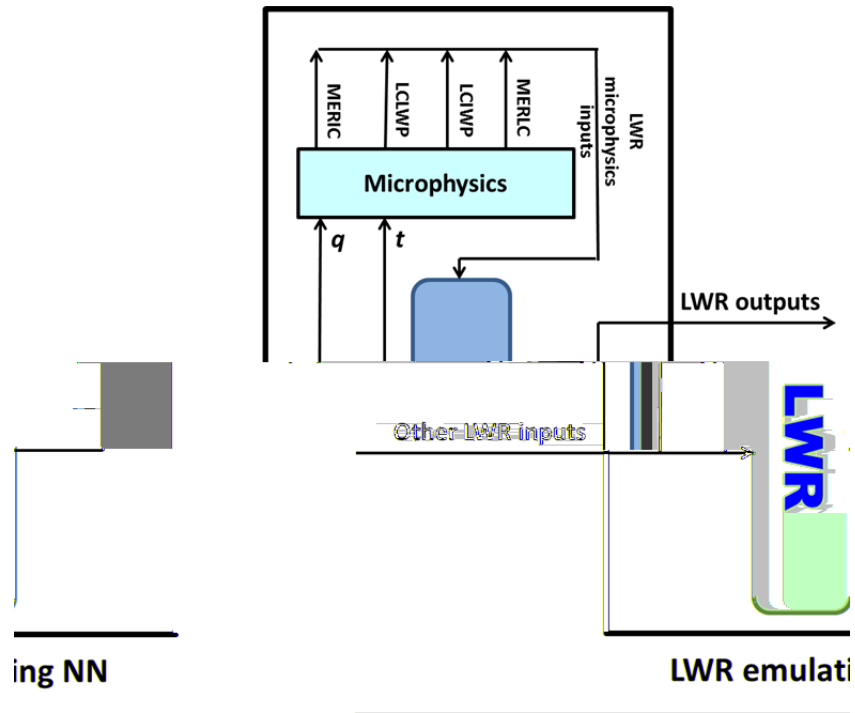 MERIC
LCLWP
LCIWP
MERLC
LWR
microphysics
inputs
Microphysics
q
t
LWR outputs
Other LWR inputs
LWR
ing NN
LWR emulati